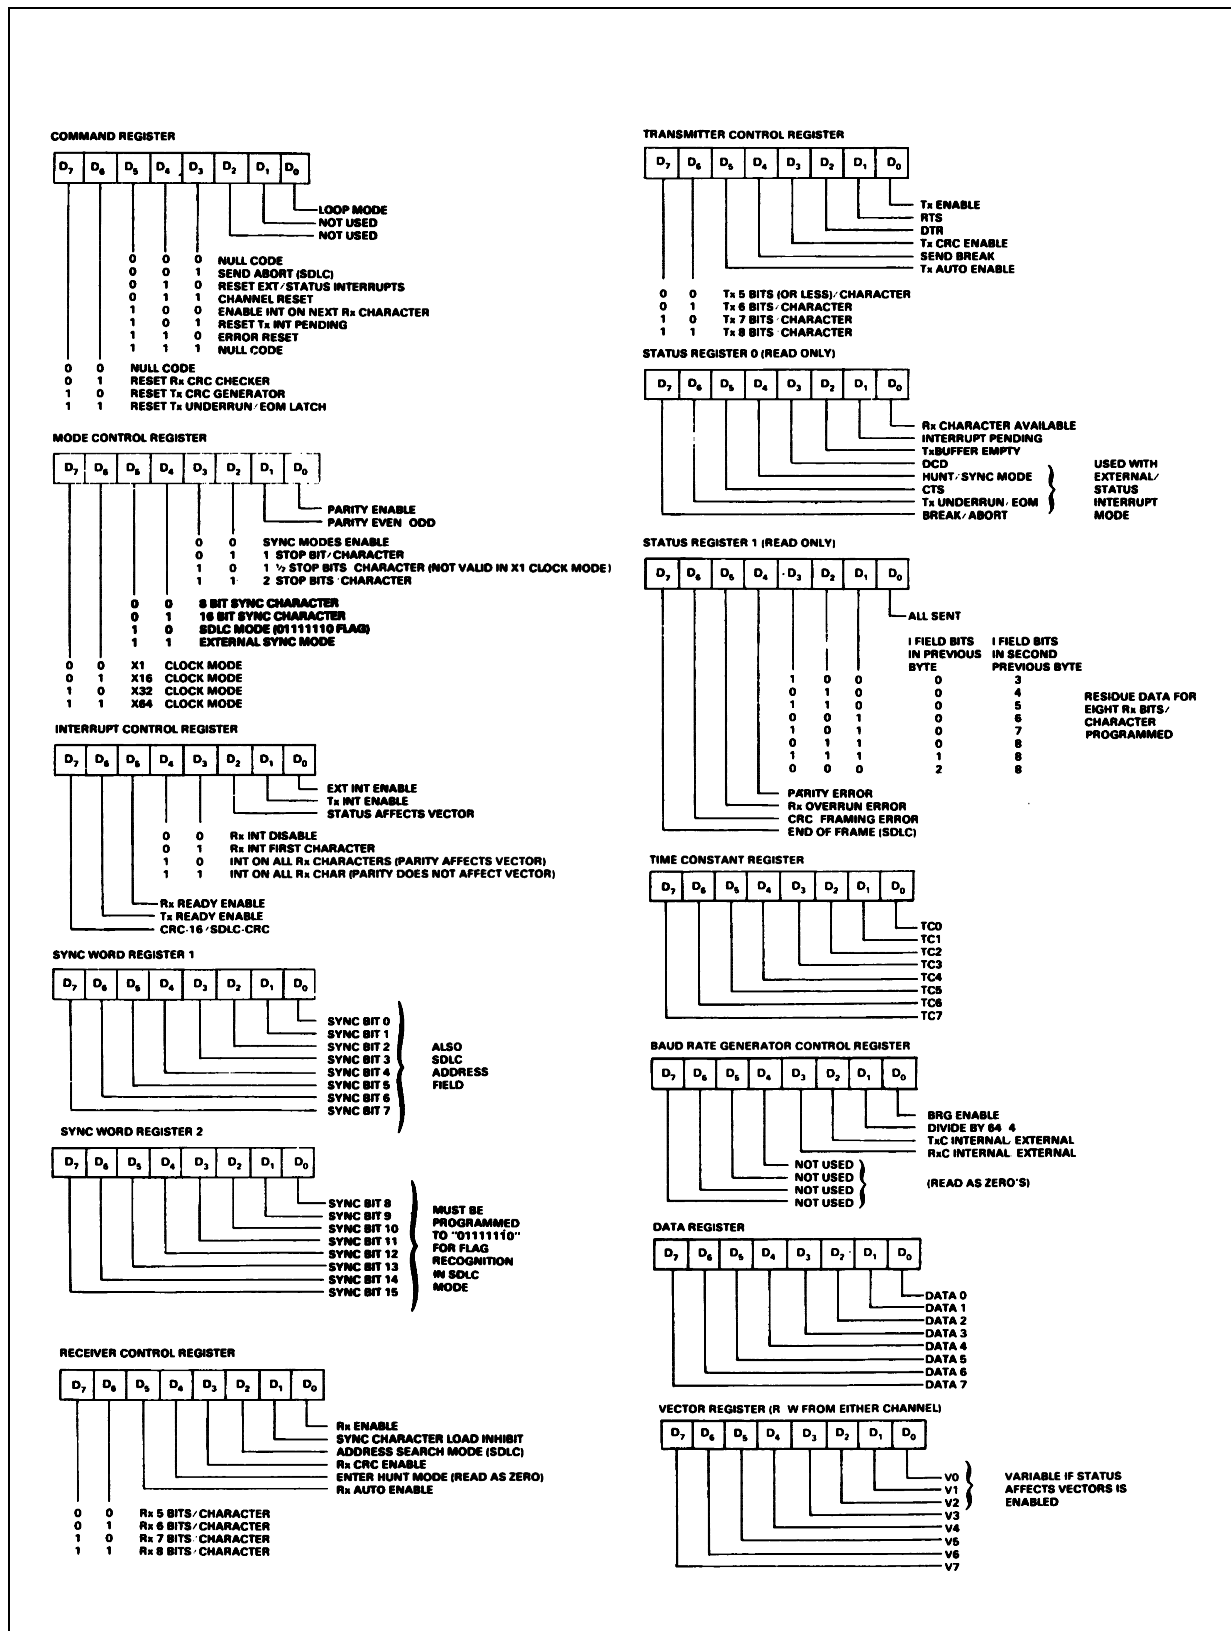 COMMAND REGISTER
D7 D6 D5 D4 D3 D2 D1 D0
LOOP MODE
NOT USED
NOT USED
0 0 0 NULL CODE
0 0 1 SEND ABORT (SDLC)
0 1 0 RESET EXT/STATUS INTERRUPTS
0 1 1 CHANNEL RESET
1 0 0 ENABLE INT ON NEXT Rx CHARACTER
1 0 1 RESET Tx INT PENDING
1 1 0 ERROR RESET
1 1 1 NULL CODE
0 0 NULL CODE
0 1 RESET Rx CRC CHECKER
1 0 RESET Tx CRC GENERATOR
1 1 RESET Tx UNDERRUN/EOM LATCH
MODE CONTROL REGISTER
D7 D6 D5 D4 D3 D2 D1 D0
PARITY ENABLE
PARITY EVEN ODD
0 0 SYNC MODES ENABLE
0 1 1 STOP BIT/CHARACTER
1 0 1 ½ STOP BITS CHARACTER (NOT VALID IN X1 CLOCK MODE)
1 1 2 STOP BITS CHARACTER
0 0 8 BIT SYNC CHARACTER
0 1 16 BIT SYNC CHARACTER
1 0 SDLC MODE (01111110 FLAG)
1 1 EXTERNAL SYNC MODE
0 0 X1 CLOCK MODE
0 1 X16 CLOCK MODE
1 0 X32 CLOCK MODE
1 1 X64 CLOCK MODE
INTERRUPT CONTROL REGISTER
D7 D6 D5 D4 D3 D2 D1 D0
EXT INT ENABLE
Tx INT ENABLE
STATUS AFFECTS VECTOR
0 0 Rx INT DISABLE
0 1 Rx INT FIRST CHARACTER
1 0 INT ON ALL Rx CHARACTERS (PARITY AFFECTS VECTOR)
1 1 INT ON ALL Rx CHAR (PARITY DOES NOT AFFECT VECTOR)
Rx READY ENABLE
Tx READY ENABLE
CRC-16/SDLC-CRC
SYNC WORD REGISTER 1
D7 D6 D5 D4 D3 D2 D1 D0
SYNC BIT 0
SYNC BIT 1
SYNC BIT 2
SYNC BIT 3
SYNC BIT 4
SYNC BIT 5
SYNC BIT 6
SYNC BIT 7
ALSO
SDLC
ADDRESS
FIELD
SYNC WORD REGISTER 2
D7 D6 D5 D4 D3 D2 D1 D0
SYNC BIT 8
SYNC BIT 9
SYNC BIT 10
SYNC BIT 11
SYNC BIT 12
SYNC BIT 13
SYNC BIT 14
SYNC BIT 15
MUST BE
PROGRAMMED
TO "01111110"
FOR FLAG
RECOGNITION
IN SDLC
MODE
RECEIVER CONTROL REGISTER
D7 D6 D5 D4 D3 D2 D1 D0
Rx ENABLE
SYNC CHARACTER LOAD INHIBIT
ADDRESS SEARCH MODE (SDLC)
Rx CRC ENABLE
ENTER HUNT MODE (READ AS ZERO)
Rx AUTO ENABLE
0 0 Rx 5 BITS/CHARACTER
0 1 Rx 6 BITS/CHARACTER
1 0 Rx 7 BITS/CHARACTER
1 1 Rx 8 BITS/CHARACTER
TRANSMITTER CONTROL REGISTER
D7 D6 D5 D4 D3 D2 D1 D0
Tx ENABLE
RTS
DTR
Tx CRC ENABLE
SEND BREAK
Tx AUTO ENABLE
0 0 Tx 5 BITS (OR LESS)/CHARACTER
0 1 Tx 6 BITS/CHARACTER
1 0 Tx 7 BITS/CHARACTER
1 1 Tx 8 BITS/CHARACTER
STATUS REGISTER 0 (READ ONLY)
D7 D6 D5 D4 D3 D2 D1 D0
Rx CHARACTER AVAILABLE
INTERRUPT PENDING
TxBUFFER EMPTY
DCD
HUNT/SYNC MODE
CTS
Tx UNDERRUN/EOM
BREAK/ABORT
USED WITH
EXTERNAL/
STATUS
INTERRUPT
MODE
STATUS REGISTER 1 (READ ONLY)
D7 D6 D5 D4 D3 D2 D1 D0
ALL SENT
I FIELD BITS I FIELD BITS
IN PREVIOUS IN SECOND
BYTE PREVIOUS BYTE
1 0 0 0 3
0 1 0 0 4
1 1 0 0 5
0 0 1 0 6
1 0 1 0 7
0 1 1 0 8
1 1 1 1 8
0 0 0 2 8
RESIDUE DATA FOR
EIGHT Rx BITS/
CHARACTER
PROGRAMMED
PARITY ERROR
Rx OVERRUN ERROR
CRC FRAMING ERROR
END OF FRAME (SDLC)
TIME CONSTANT REGISTER
D7 D6 D5 D4 D3 D2 D1 D0
TC0
TC1
TC2
TC3
TC4
TC5
TC6
TC7
BAUD RATE GENERATOR CONTROL REGISTER
D7 D6 D5 D4 D3 D2 D1 D0
BRG ENABLE
DIVIDE BY 64 4
TxC INTERNAL EXTERNAL
RxC INTERNAL EXTERNAL
NOT USED
NOT USED
NOT USED
NOT USED
(READ AS ZERO'S)
DATA REGISTER
D7 D6 D5 D4 D3 D2 D1 D0
DATA 0
DATA 1
DATA 2
DATA 3
DATA 4
DATA 5
DATA 6
DATA 7
VECTOR REGISTER (R W FROM EITHER CHANNEL)
D7 D6 D5 D4 D3 D2 D1 D0
V0
V1
V2
V3
V4
V5
V6
V7
VARIABLE IF STATUS
AFFECTS VECTORS IS
ENABLED